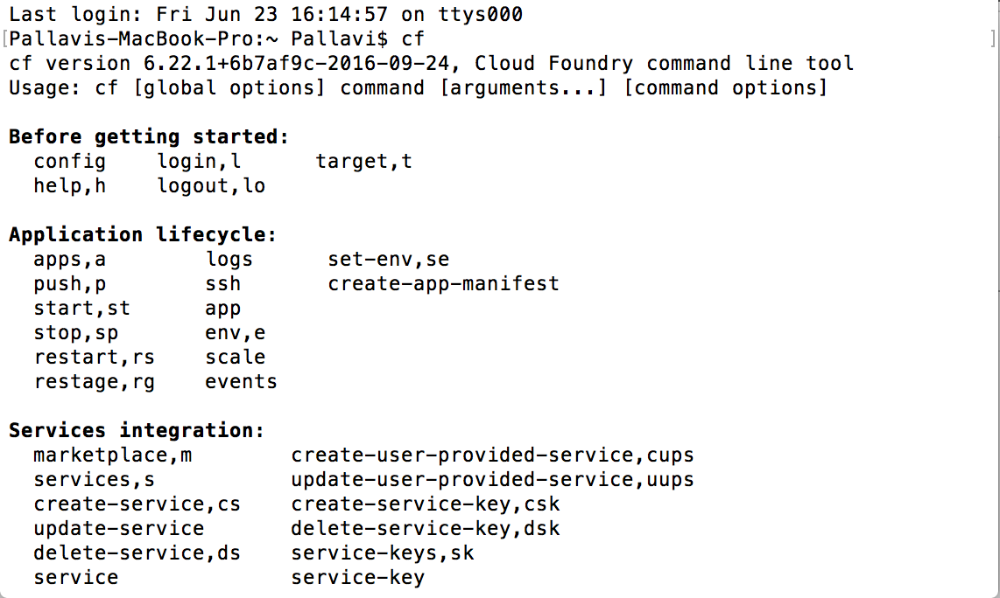 Last login: Fri Jun 23 16:14:57 on ttys000
[Pallavis-MacBook-Pro:~ Pallavi$ cf ]
cf version 6.22.1+6b7af9c-2016-09-24, Cloud Foundry command line tool
Usage: cf [global options] command [arguments...] [command options]

Before getting started:
  config    login,l      target,t
  help,h    logout,lo

Application lifecycle:
  apps,a        logs      set-env,se
  push,p        ssh       create-app-manifest
  start,st      app
  stop,sp       env,e
  restart,rs    scale
  restage,rg    events

Services integration:
  marketplace,m        create-user-provided-service,cups
  services,s           update-user-provided-service,uups
  create-service,cs    create-service-key,csk
  update-service       delete-service-key,dsk
  delete-service,ds    service-keys,sk
  service              service-key